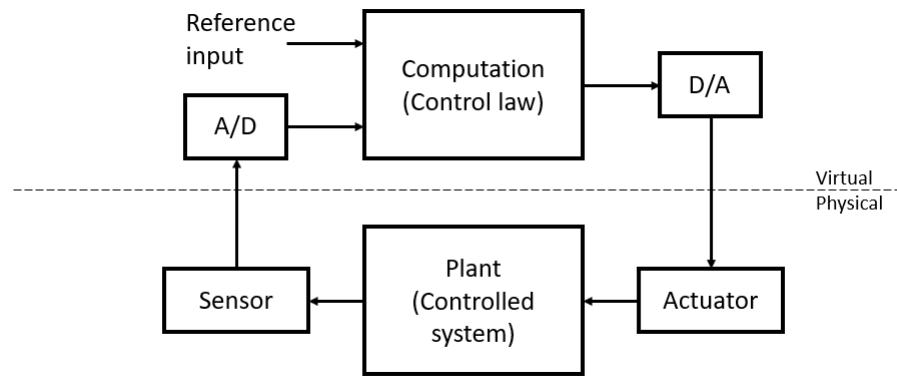 Reference
input
Computation
(Control law)
D/A
A/D
Virtual
Physical
Plant
(Controlled
system)
Sensor
Actuator